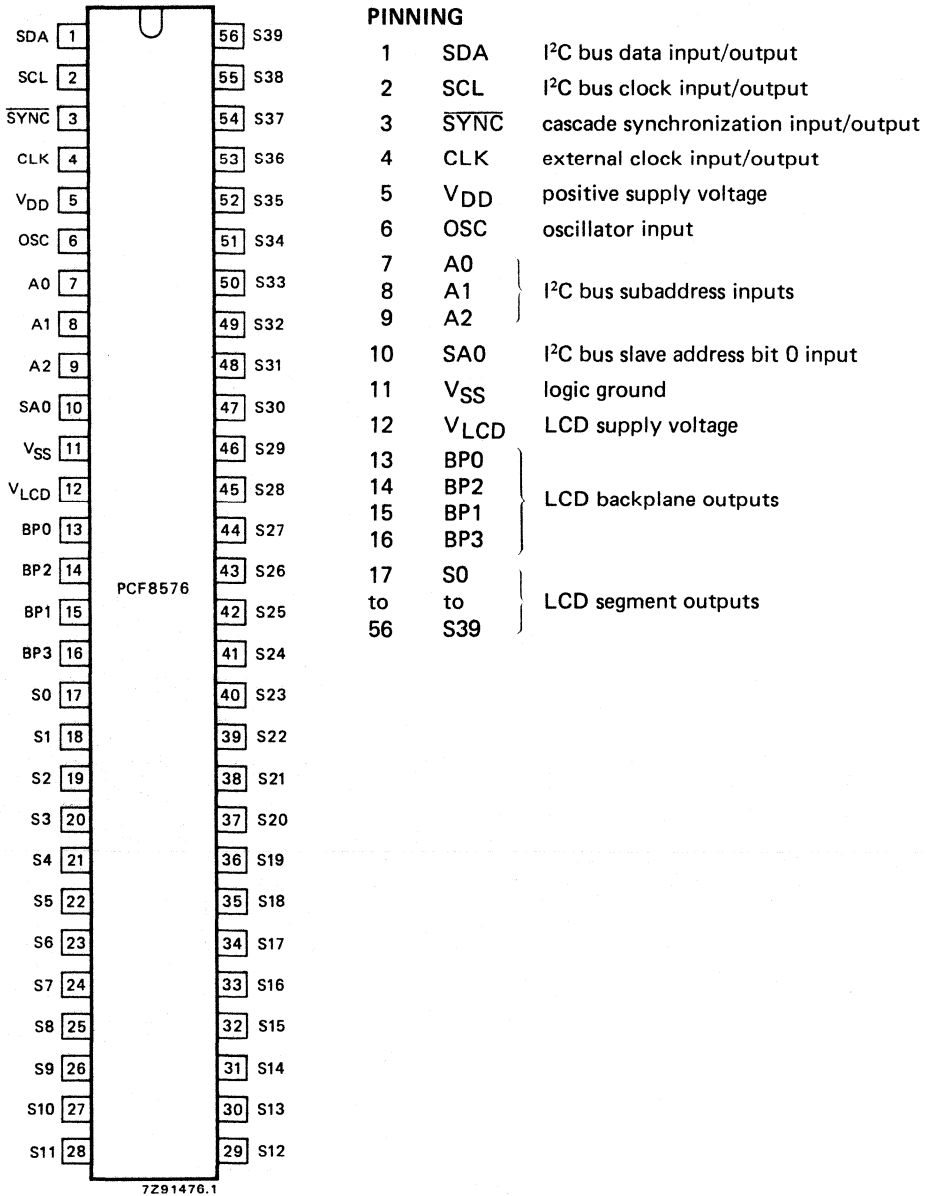 SDA 1
SCL 2
S̅Y̅N̅C̅ 3
CLK 4
VDD 5
OSC 6
A0 7
A1 8
A2 9
SA0 10
VSS 11
VLCD 12
BP0 13
BP2 14
BP1 15
BP3 16
S0 17
S1 18
S2 19
S3 20
S4 21
S5 22
S6 23
S7 24
S8 25
S9 26
S10 27
S11 28
PCF8576
56 S39
55 S38
54 S37
53 S36
52 S35
51 S34
50 S33
49 S32
48 S31
47 S30
46 S29
45 S28
44 S27
43 S26
42 S25
41 S24
40 S23
39 S22
38 S21
37 S20
36 S19
35 S18
34 S17
33 S16
32 S15
31 S14
30 S13
29 S12
7Z91476.1
PINNING
1 SDA I²C bus data input/output
2 SCL I²C bus clock input/output
3 S̅Y̅N̅C̅ cascade synchronization input/output
4 CLK external clock input/output
5 VDD positive supply voltage
6 OSC oscillator input
7 A0
8 A1 I²C bus subaddress inputs
9 A2
10 SA0 I²C bus slave address bit 0 input
11 VSS logic ground
12 VLCD LCD supply voltage
13 BP0
14 BP2
LCD backplane outputs
15 BP1
16 BP3
17 S0
to to LCD segment outputs
56 S39